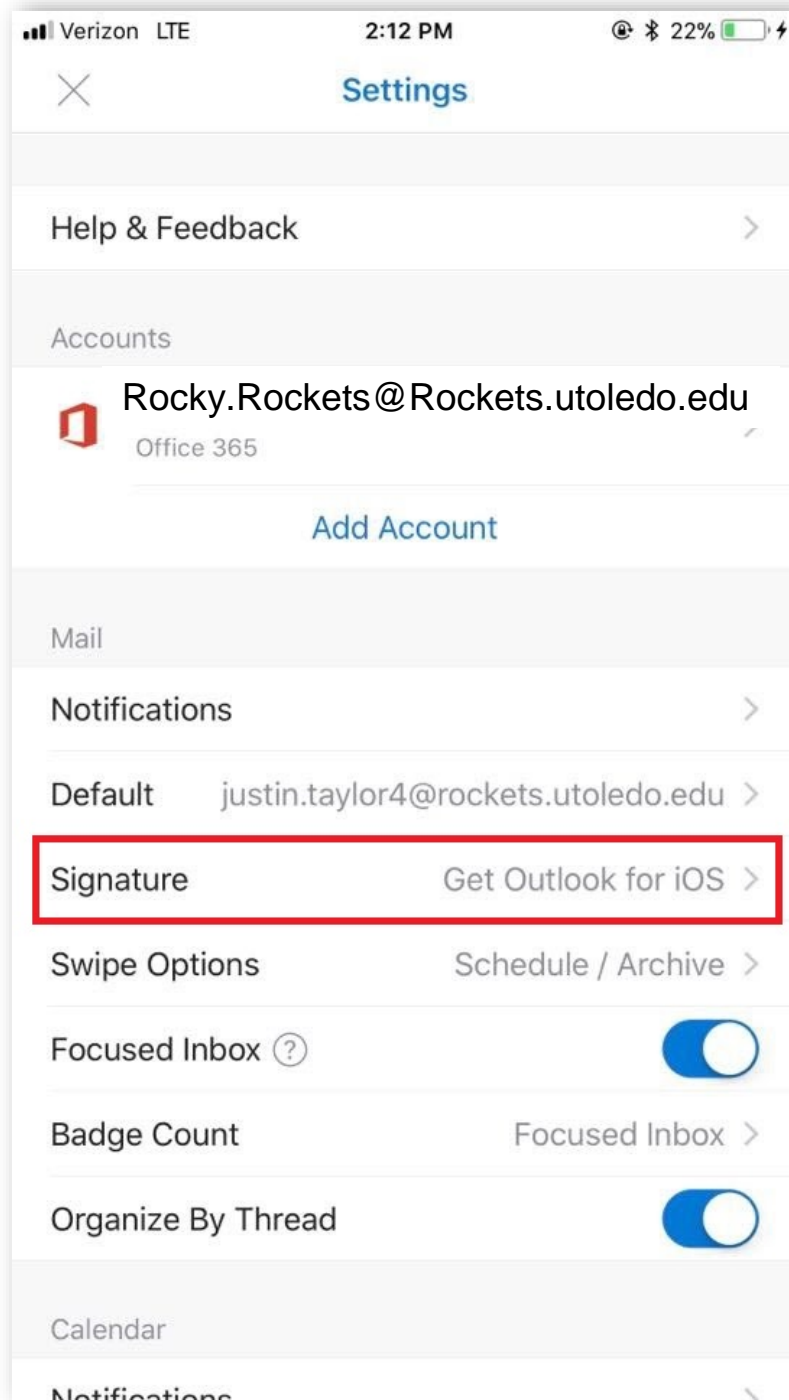 Verizon LTE 2:12 PM 22%
Settings
Help & Feedback
Accounts
Rocky.Rockets@Rockets.utoledo.edu
Office 365
Add Account
Mail
Notifications
Default justin.taylor4@rockets.utoledo.edu
Signature Get Outlook for iOS
Swipe Options Schedule / Archive
Focused Inbox ?
Badge Count Focused Inbox
Organize By Thread
Calendar
Notifications